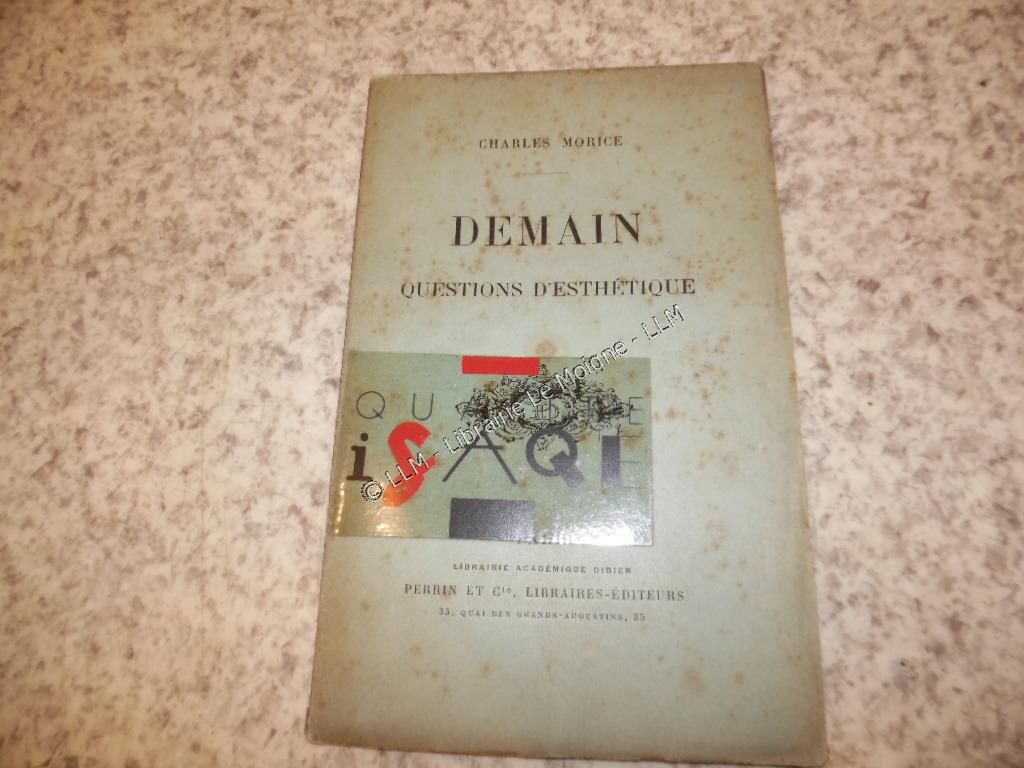 CHARLES MORICE
DEMAIN
QUESTIONS D'ESTHÉTIQUE
© LLM - Librairie Le Moigne - LLM
LIBRAIRIE ACADÉMIQUE DIDIER
PERRIN ET Cie, LIBRAIRES-ÉDITEURS
35, QUAI DES GRANDS-AUGUSTINS, 35